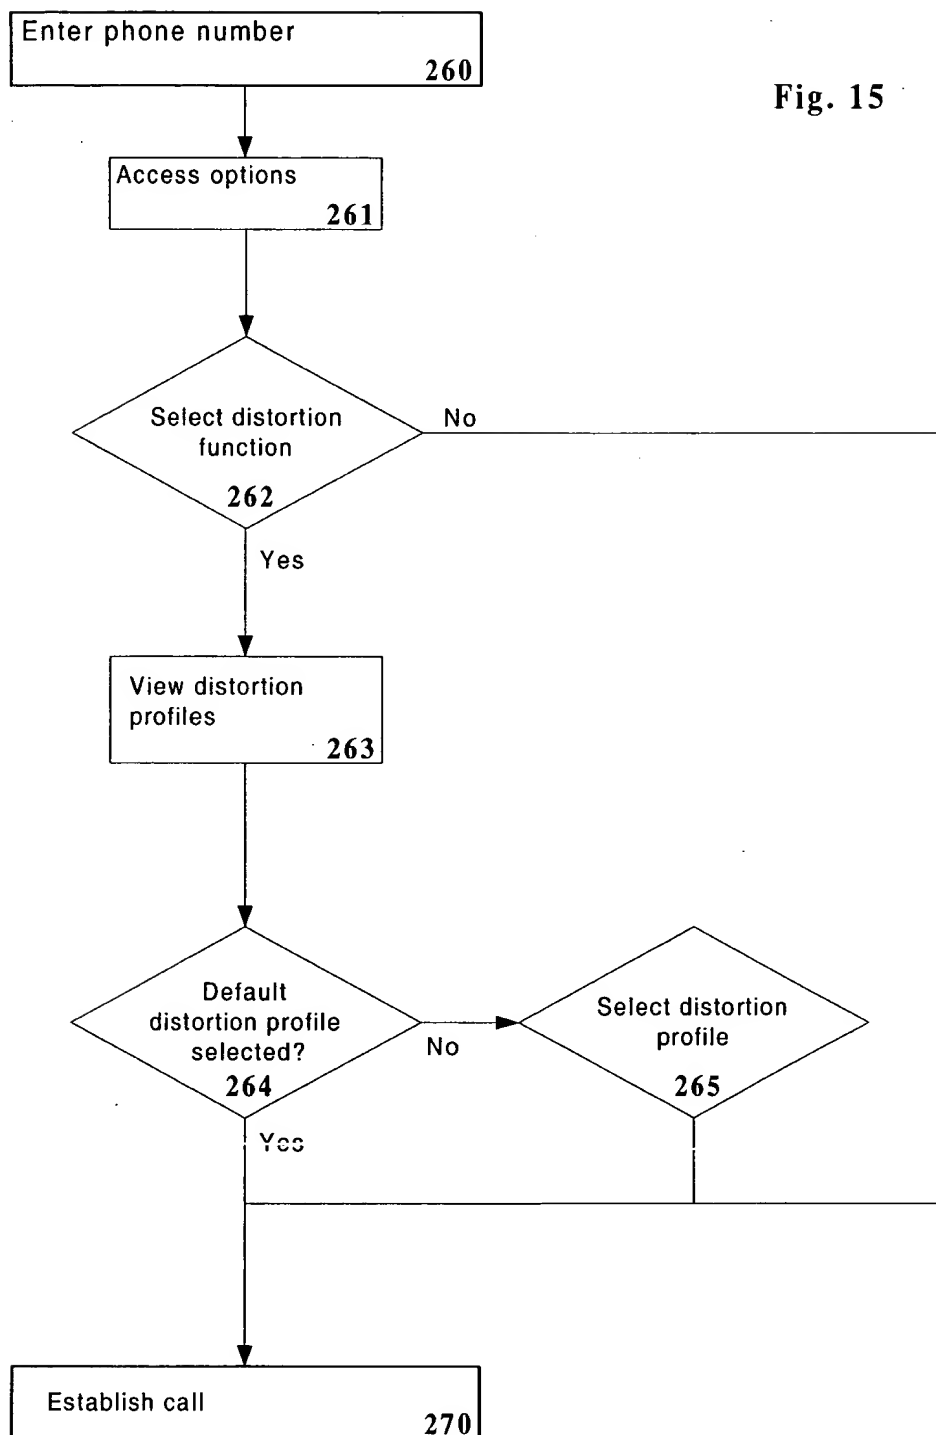 Enter phone number
260
Fig. 15
Access options
261
Select distortion
function
262
No
Yes
View distortion
profiles
263
Default
distortion profile
selected?
264
No
Select distortion
profile
265
Yes
Establish call
270